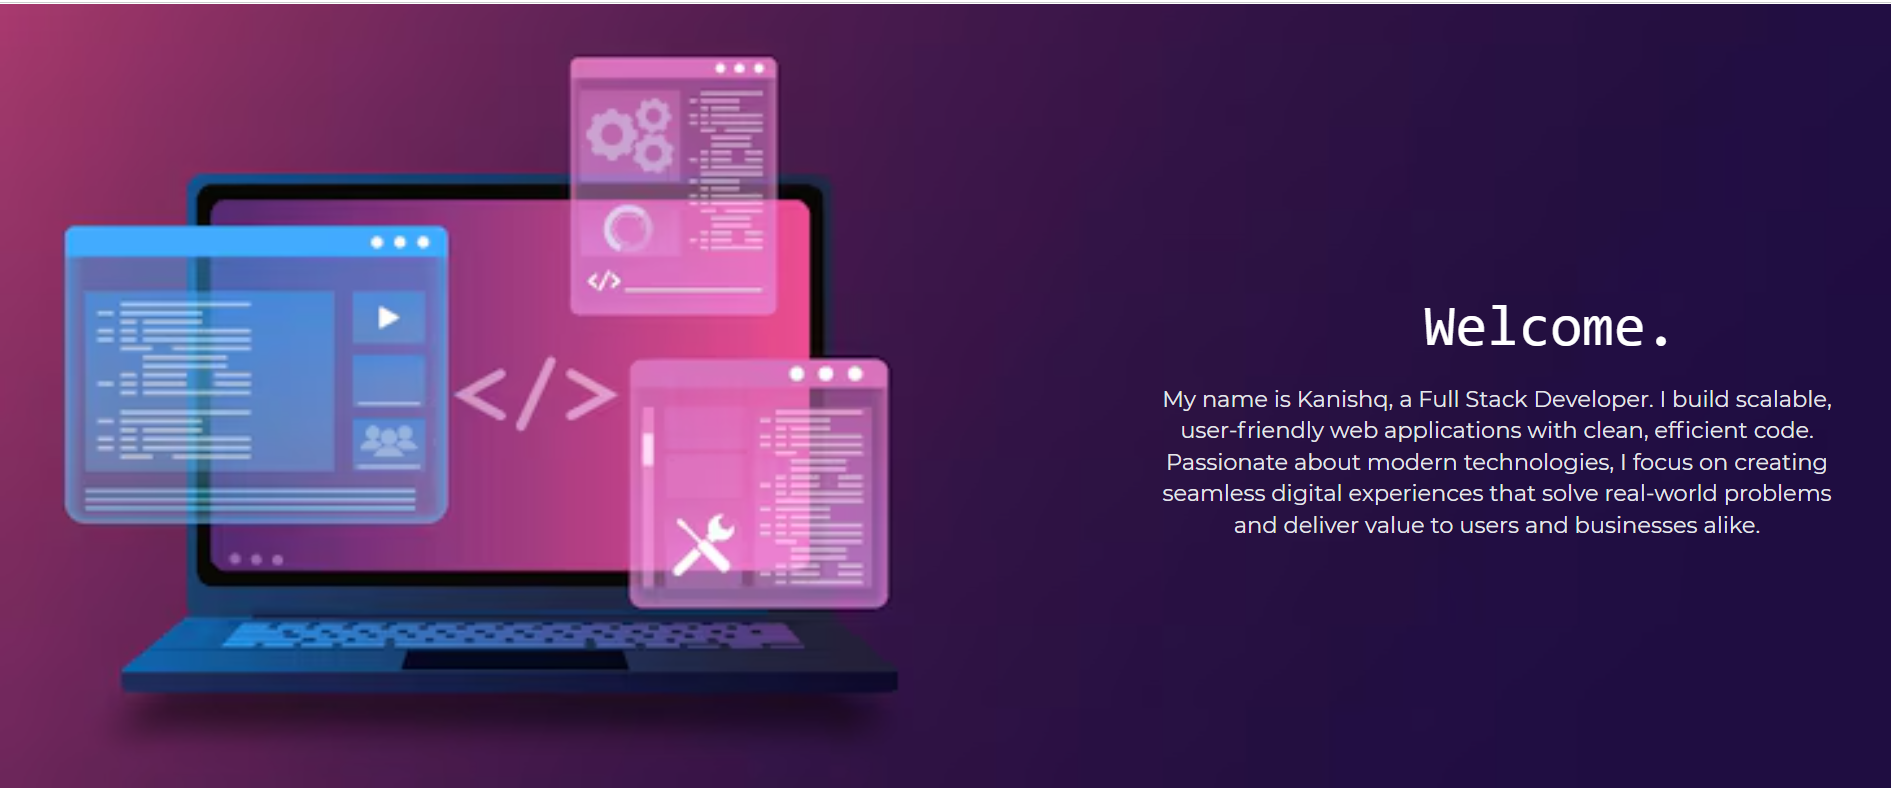 </>
</>
Welcome.
My name is Kanishq, a Full Stack Developer. I build scalable,
user-friendly web applications with clean, efficient code.
Passionate about modern technologies, I focus on creating
seamless digital experiences that solve real-world problems
and deliver value to users and businesses alike.